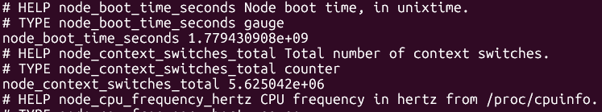 # HELP node_boot_time_seconds Node boot time, in unixtime.
# TYPE node_boot_time_seconds gauge
node_boot_time_seconds 1.779430908e+09
# HELP node_context_switches_total Total number of context switches.
# TYPE node_context_switches_total counter
node_context_switches_total 5.625042e+06
# HELP node_cpu_frequency_hertz CPU frequency in hertz from /proc/cpuinfo.